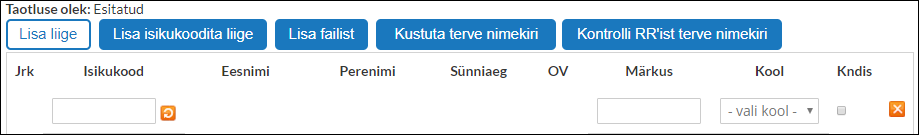 Taotluse olek: Esitatud
Lisa liige Lisa isikukoodita liige Lisa failist Kustuta terve nimekiri Kontrolli RR'ist terve nimekiri
Jrk Isikukood Eesnimi Perenimi Sünniaeg OV Märkus Kool Kndis
- vali kool -